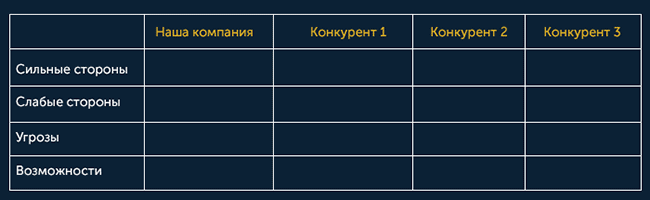 Наша компания Конкурент 1 Конкурент 2 Конкурент 3
Сильные стороны
Слабые стороны
Угрозы
Возможности